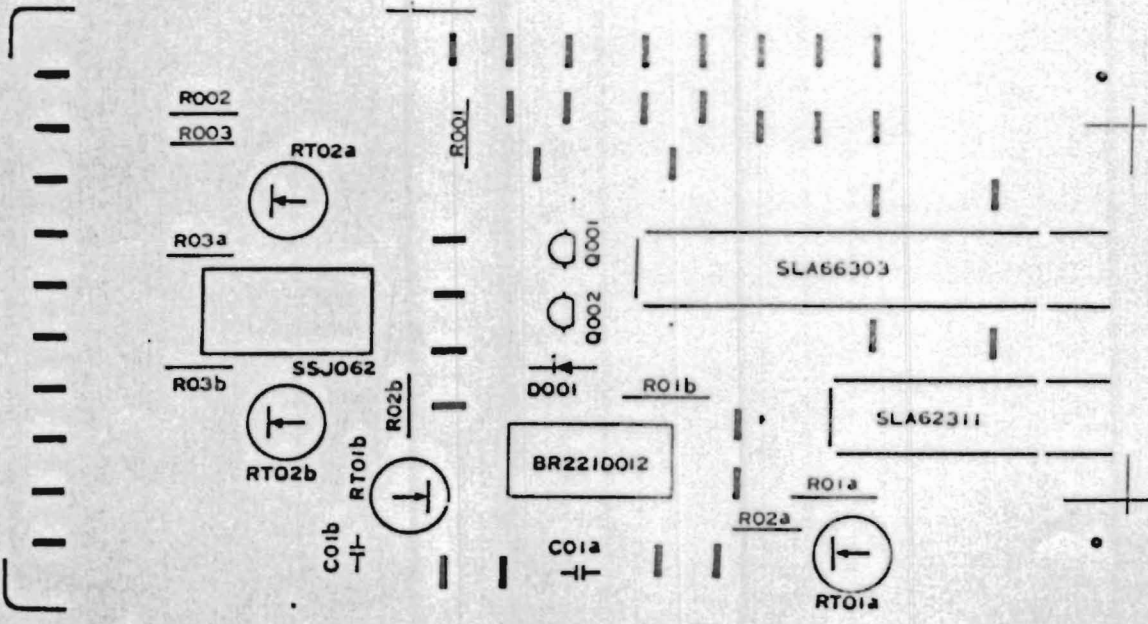 R002
R003
RT02a
R001
R03a
Q001
SLA66303
Q002
SSJ062
R03b
D001
R01b
R02b
SLA62311
BR221D012
RT02b
RT01b
R01a
R02a
C01b
C01a
RT01a